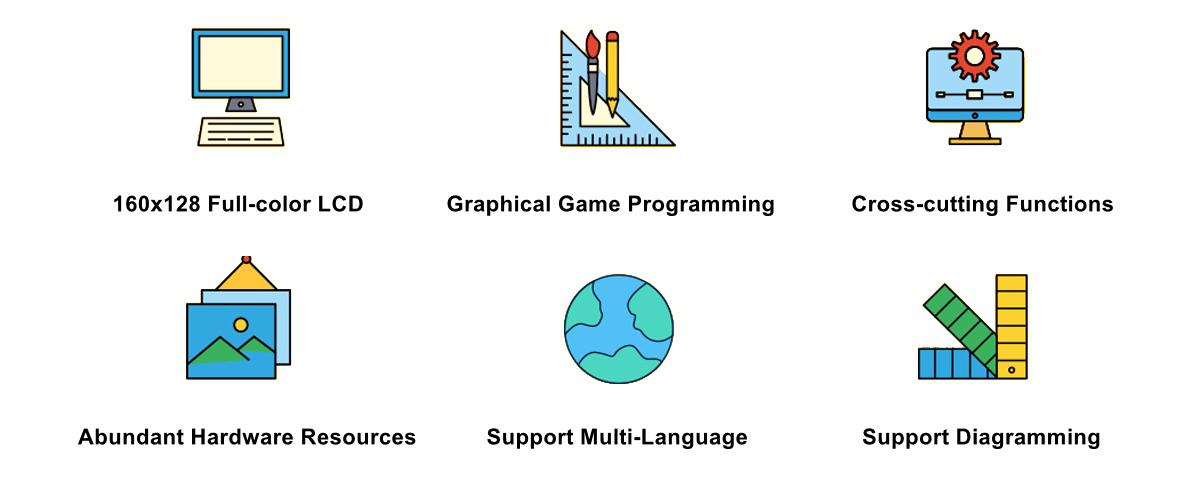 160x128 Full-color LCD
Graphical Game Programming
Cross-cutting Functions
Abundant Hardware Resources
Support Multi-Language
Support Diagramming